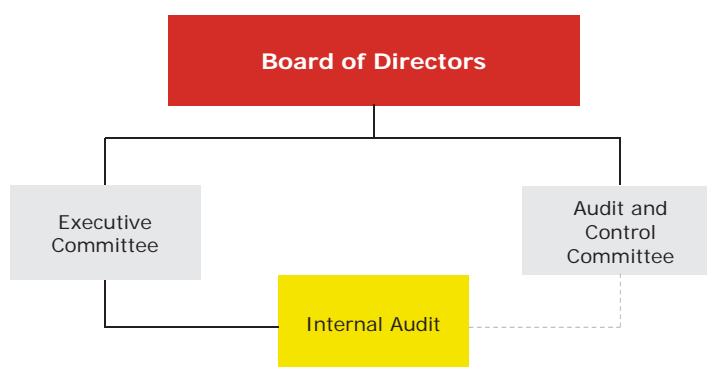 Board of Directors
Executive
Committee
Audit and
Control
Committee
Internal Audit